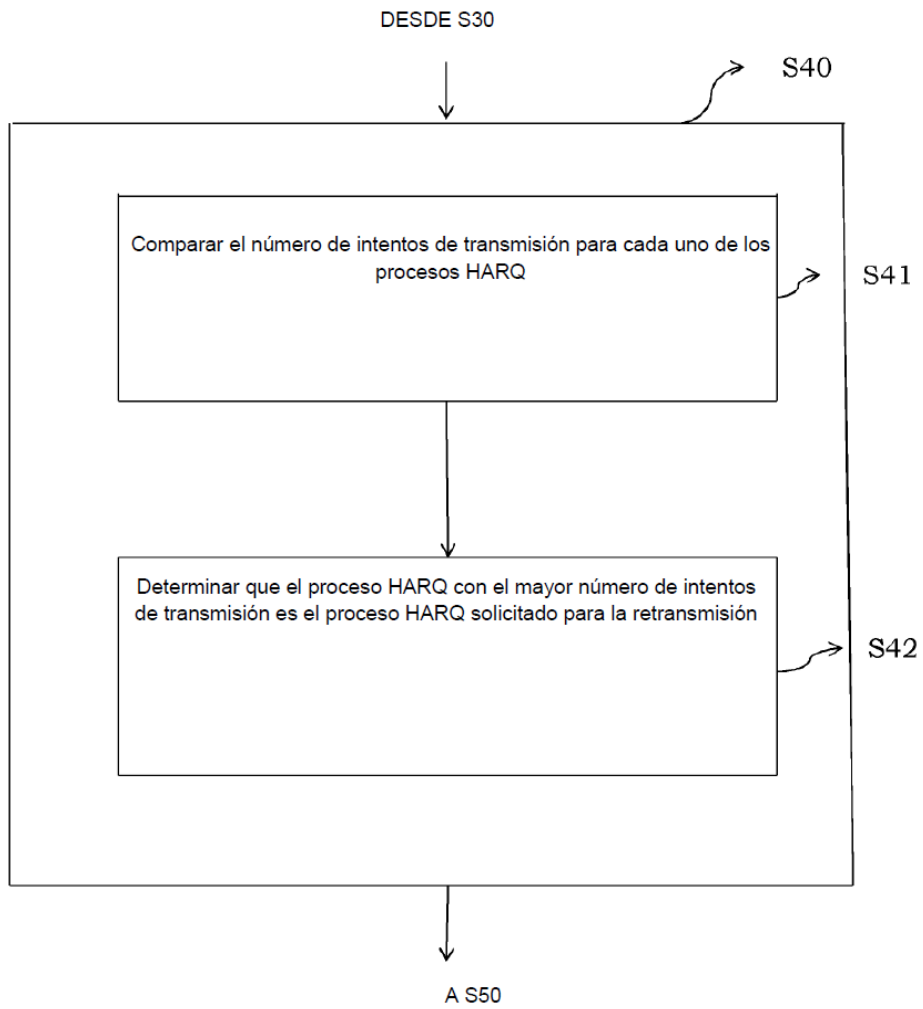 DESDE S30
S40
Comparar el número de intentos de transmisión para cada uno de los
procesos HARQ
S41
Determinar que el proceso HARQ con el mayor número de intentos
de transmisión es el proceso HARQ solicitado para la retransmisión
S42
A S50